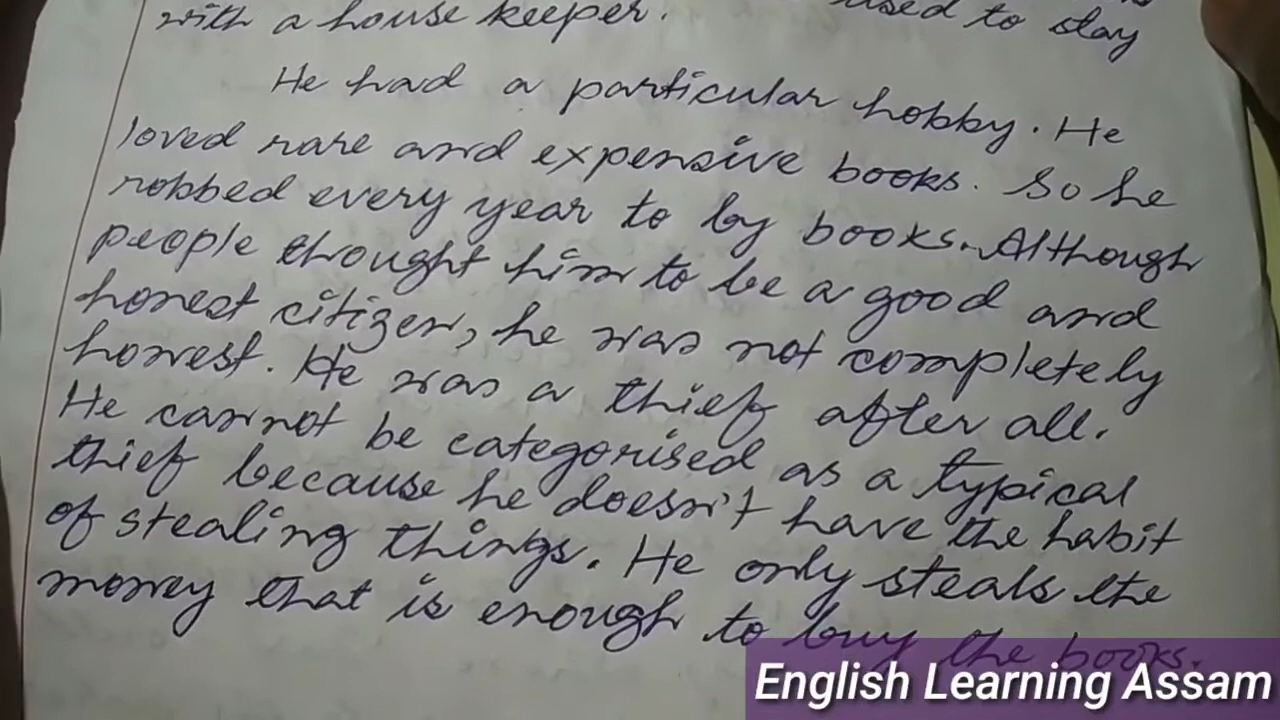 used to stay
with a house keeper.
He had a particular hobby. He
loved rare and expensive books. So he
robbed every year to by books. Although
people thought him to be a good and
honest citizen, he was not completely
honest. He was a thief after all.
He cannot be categorised as a typical
thief because he doesn't have the habit
of stealing things. He only steals the
money that is enough to buy the books.
English Learning Assam